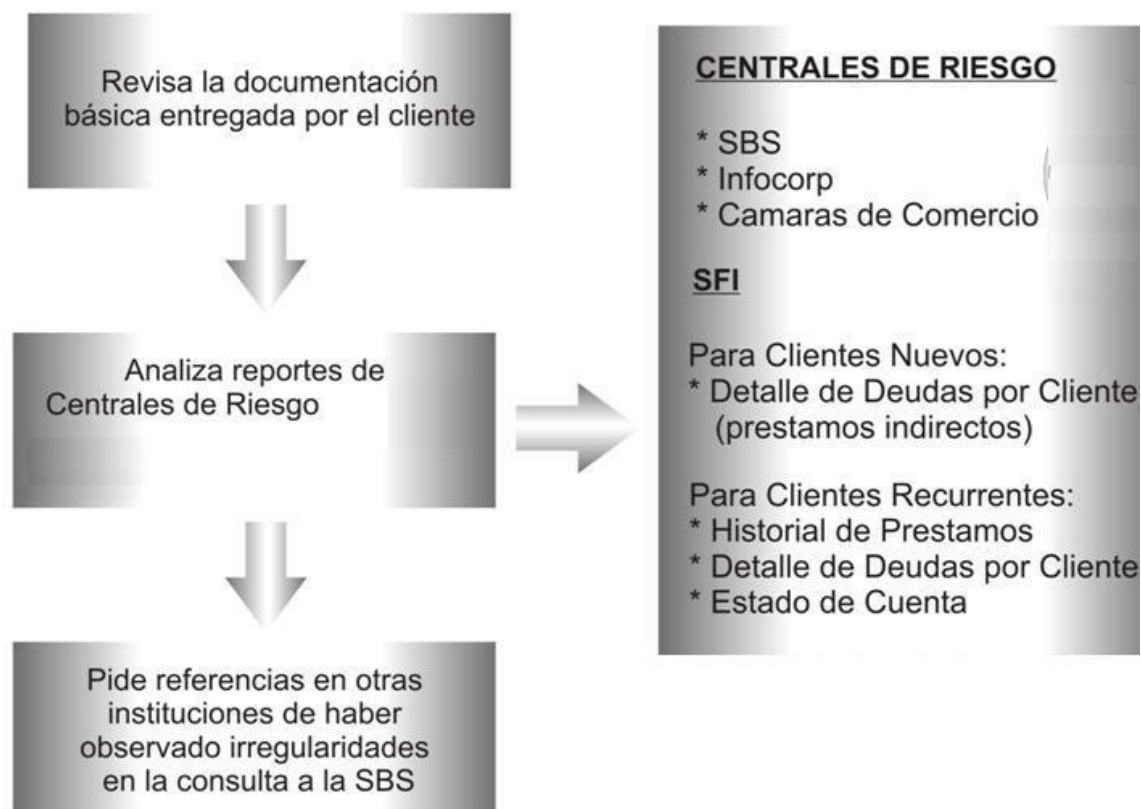 Revisa la documentación
básica entregada por el cliente
Analiza reportes de
Centrales de Riesgo
Pide referencias en otras
instituciones de haber
observado irregularidades
en la consulta a la SBS
CENTRALES DE RIESGO
* SBS
* Infocorp
* Camaras de Comercio
SFI
Para Clientes Nuevos:
* Detalle de Deudas por Cliente
(prestamos indirectos)
Para Clientes Recurrentes:
* Historial de Prestamos
* Detalle de Deudas por Cliente
* Estado de Cuenta